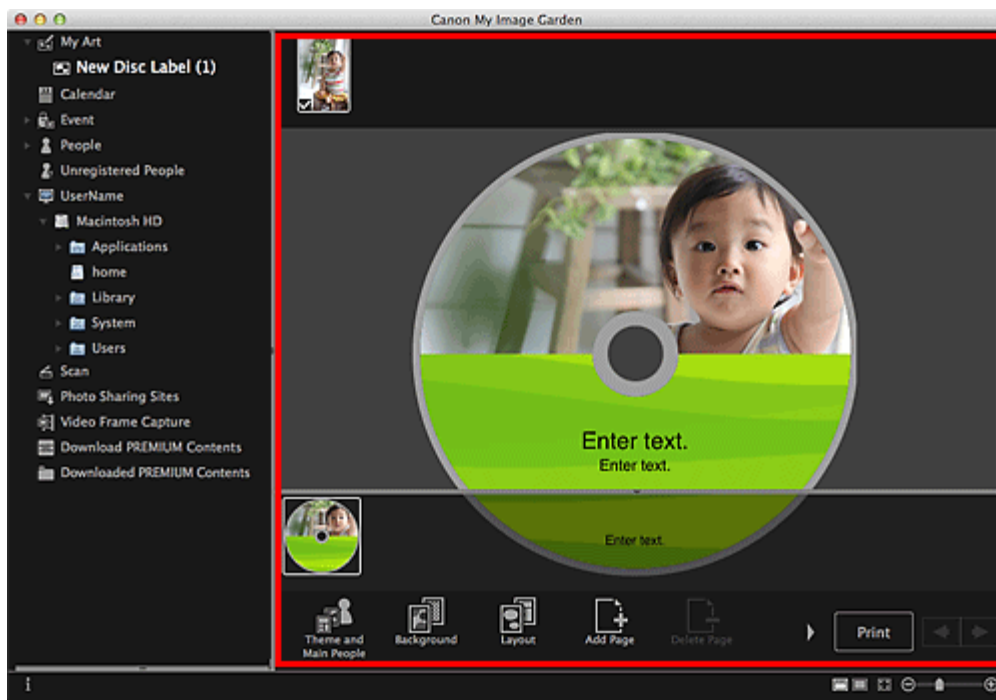 Canon My Image Garden
My Art
New Disc Label (1)
Calendar
Event
People
Unregistered People
UserName
Macintosh HD
Applications
home
Library
System
Users
Scan
Photo Sharing Sites
Video Frame Capture
Download PREMIUM Contents
Downloaded PREMIUM Contents
Enter text.
Enter text.
Enter text.
Theme and
Main People
Background
Layout
Add Page
Delete Page
Print